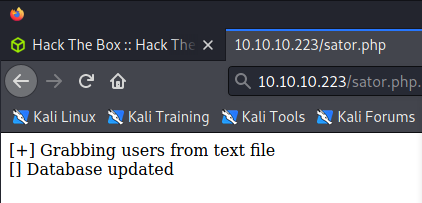 Hack The Box :: Hack The
10.10.10.223/sator.php
10.10.10.223/sator.php.
Kali Linux
Kali Training
Kali Tools
Kali Forums
[+] Grabbing users from text file
[] Database updated